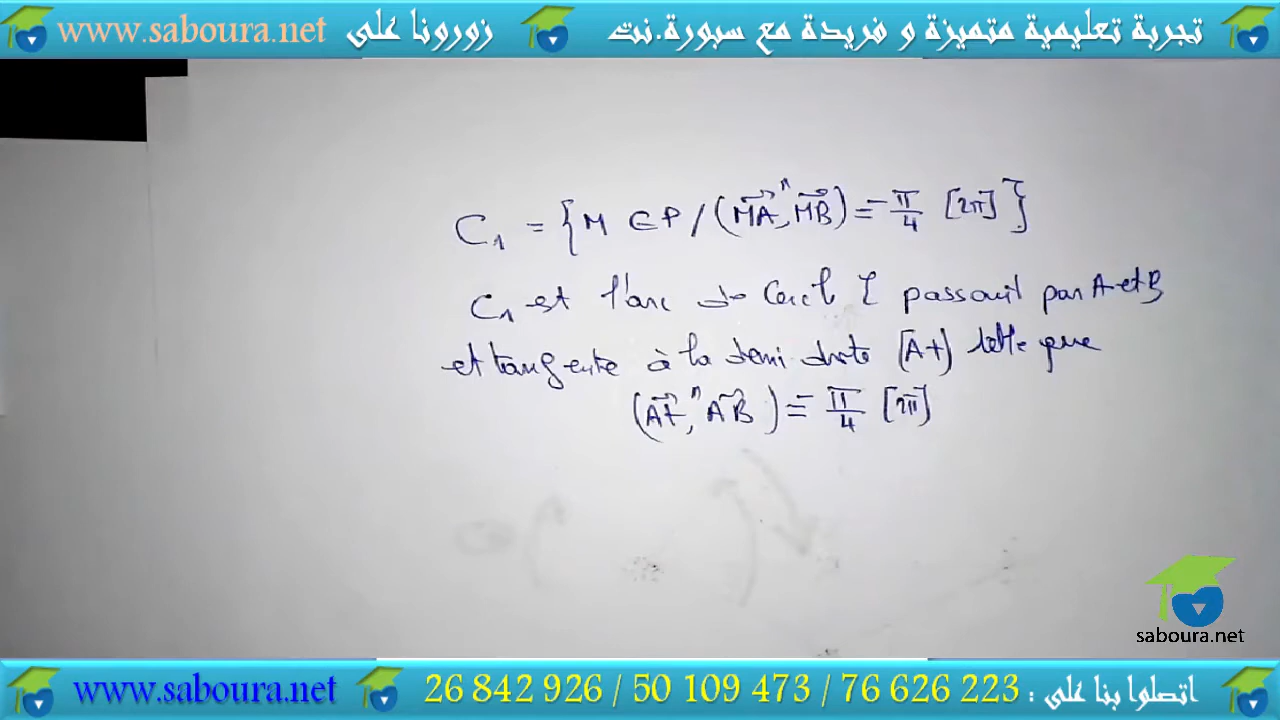 تجربة تعليمية متميزة و فريدة مع سبورة.نت زورونا على www.saboura.net
C₁ = { M ∈ P / (MA, MB) ≡ -π/4 [2π] }
C₁ est l'arc de Cercle ζ passant par A et B
et tangente à la demi-droite [At) telle que
(At, AB) ≡ -π/4 [2π]
saboura.net
اتصلوا بنا على : 26 842 926 / 50 109 473 / 76 626 223 www.saboura.net